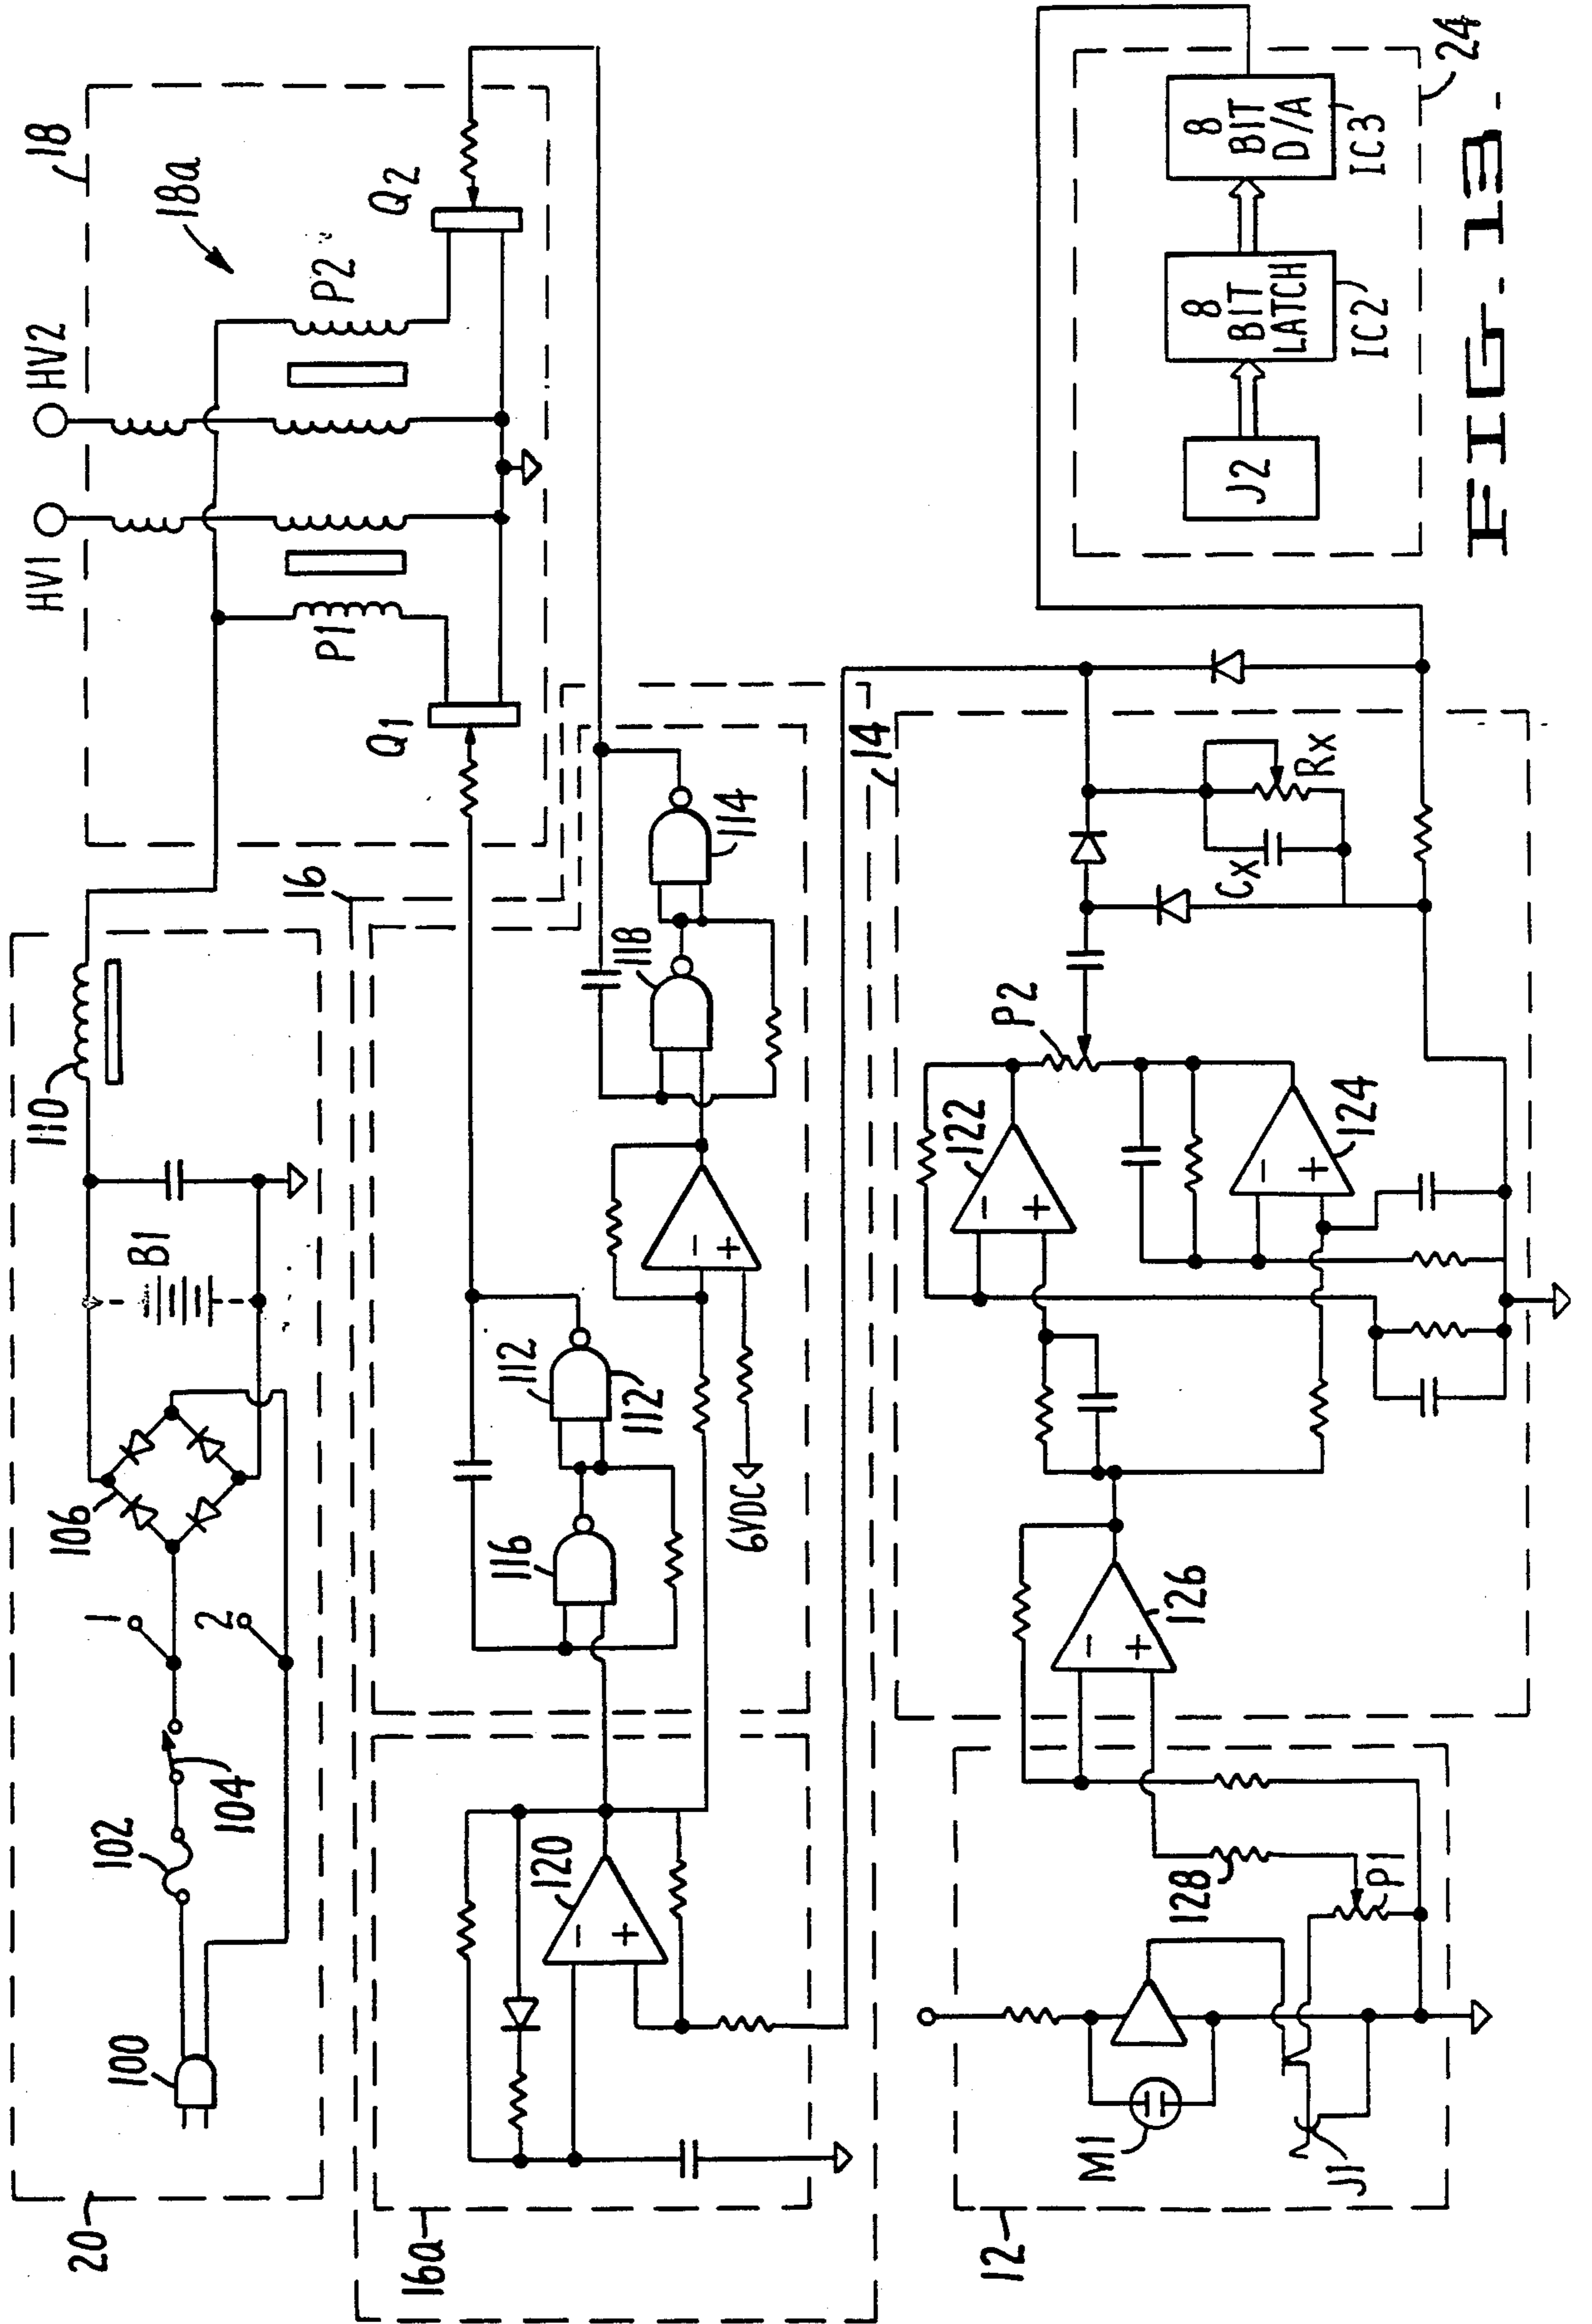 20
100
102
104
106
1
2
B1
110
HV1
HV2
18
18a
P1
P2
Q1
Q2
16
16a
120
116
112
112
6VDC
118
114
14
12
M1
J1
P1
128
126
122
124
P2
Cx
Rx
J2
8
BIT
LATCH
IC2
8
BIT
D/A
IC3
24
FIG. 13.